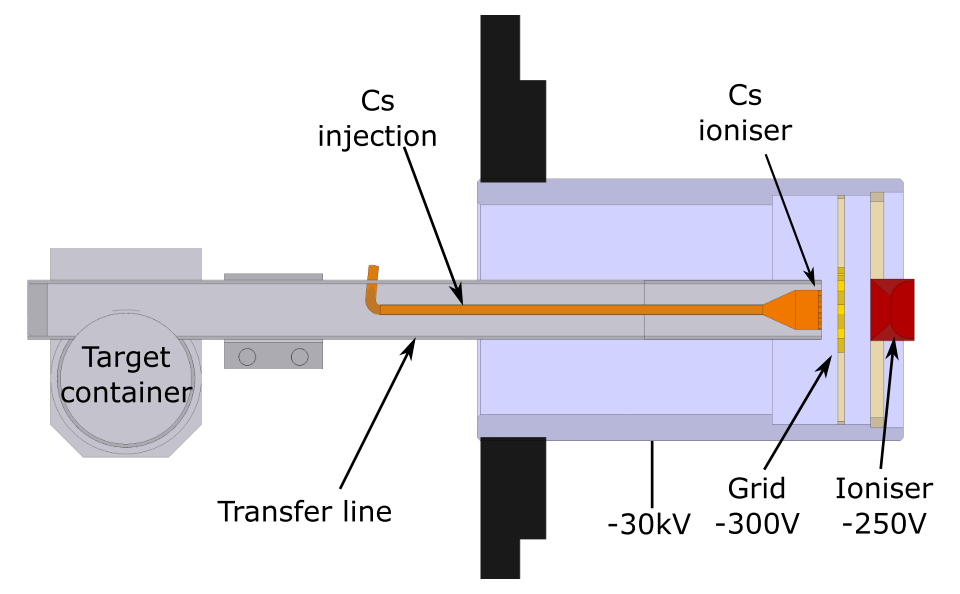 Cs
injection
Cs
ioniser
Target
container
Transfer line
-30kV
Grid
-300V
Ioniser
-250V